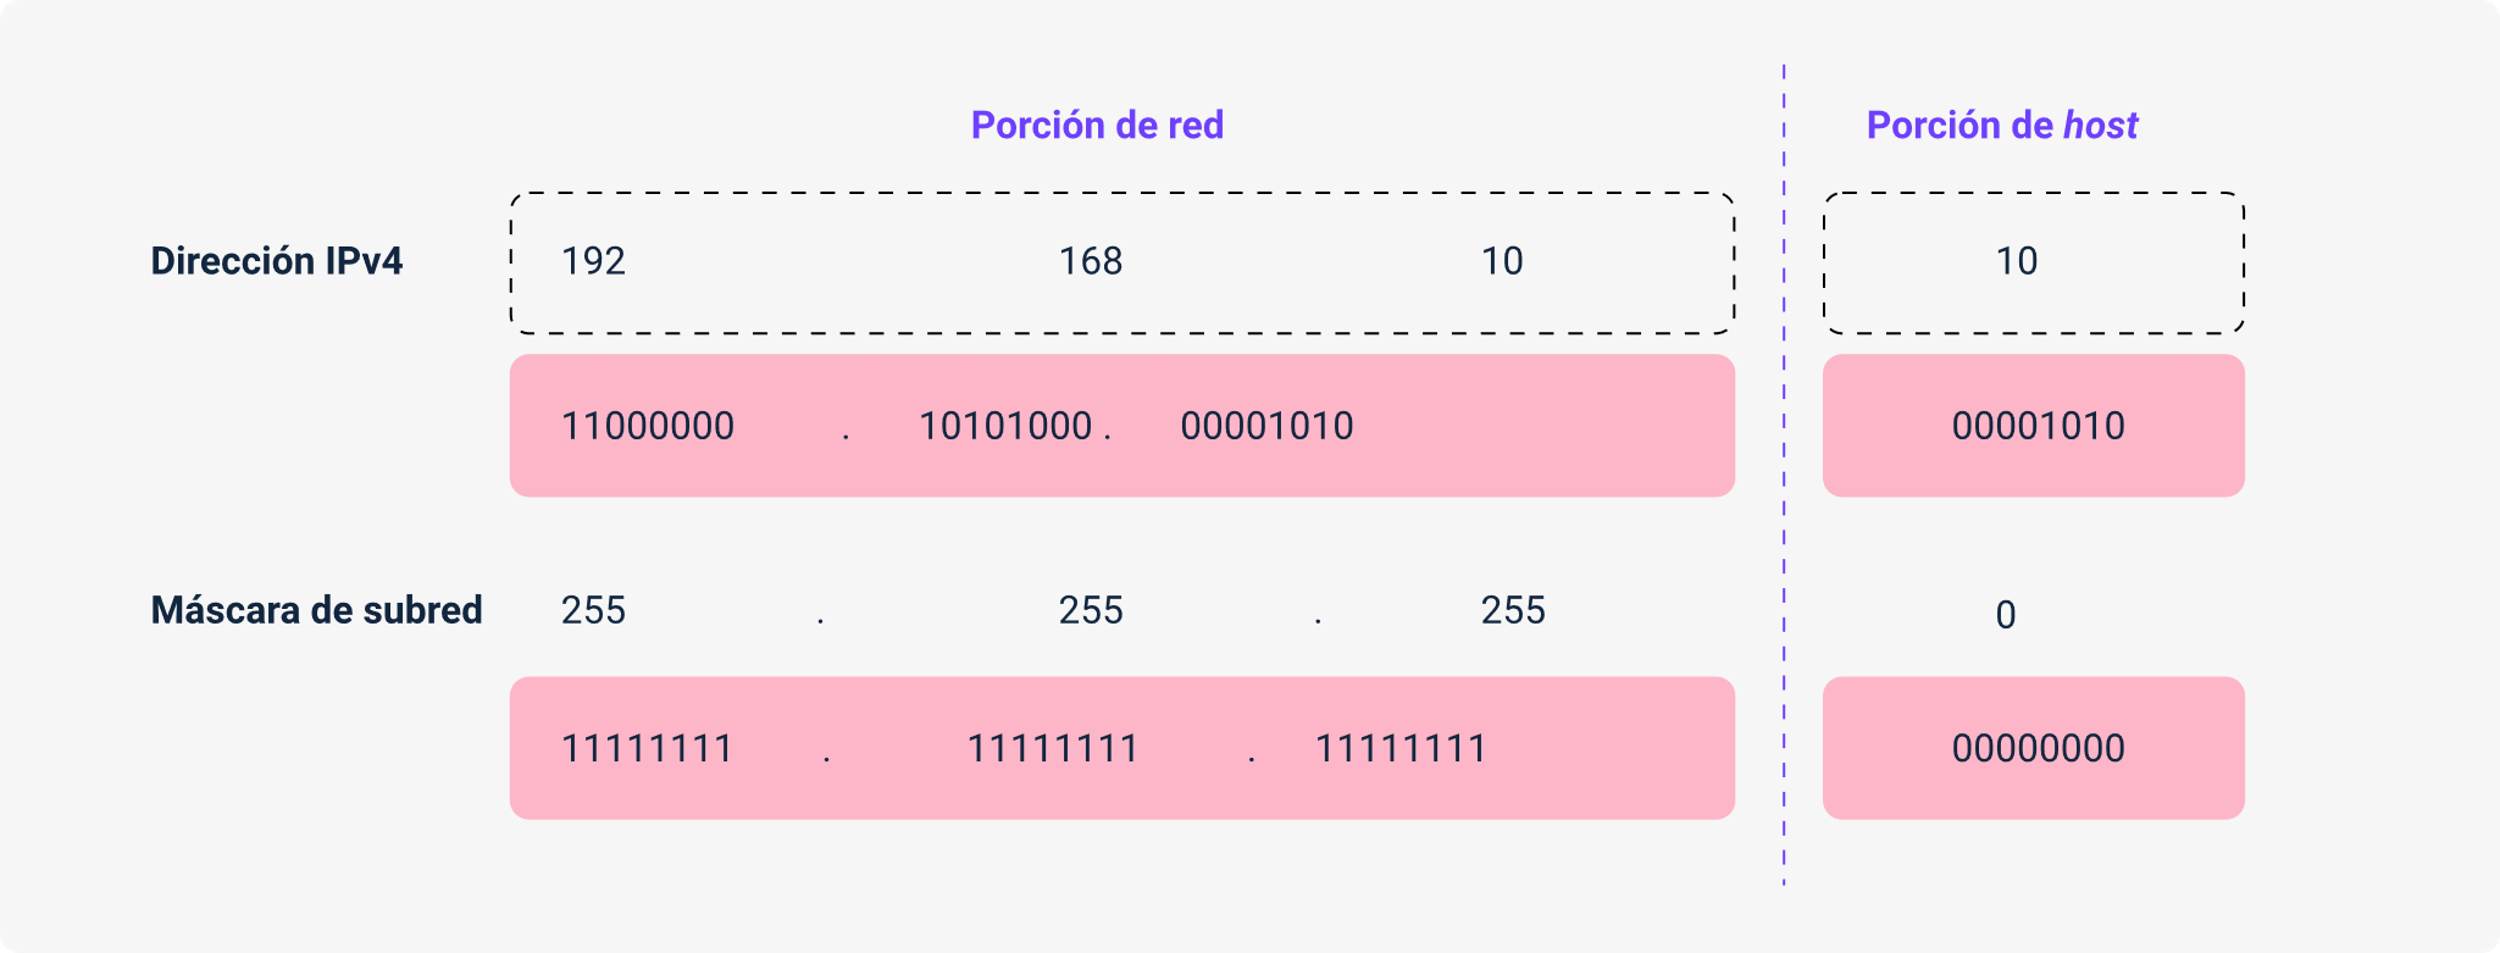 Porción de red Porción de host
Dirección IPv4 192 168 10 10
11000000 . 10101000 . 00001010 00001010
Máscara de subred 255 . 255 . 255 0
11111111 . 11111111 . 11111111 00000000